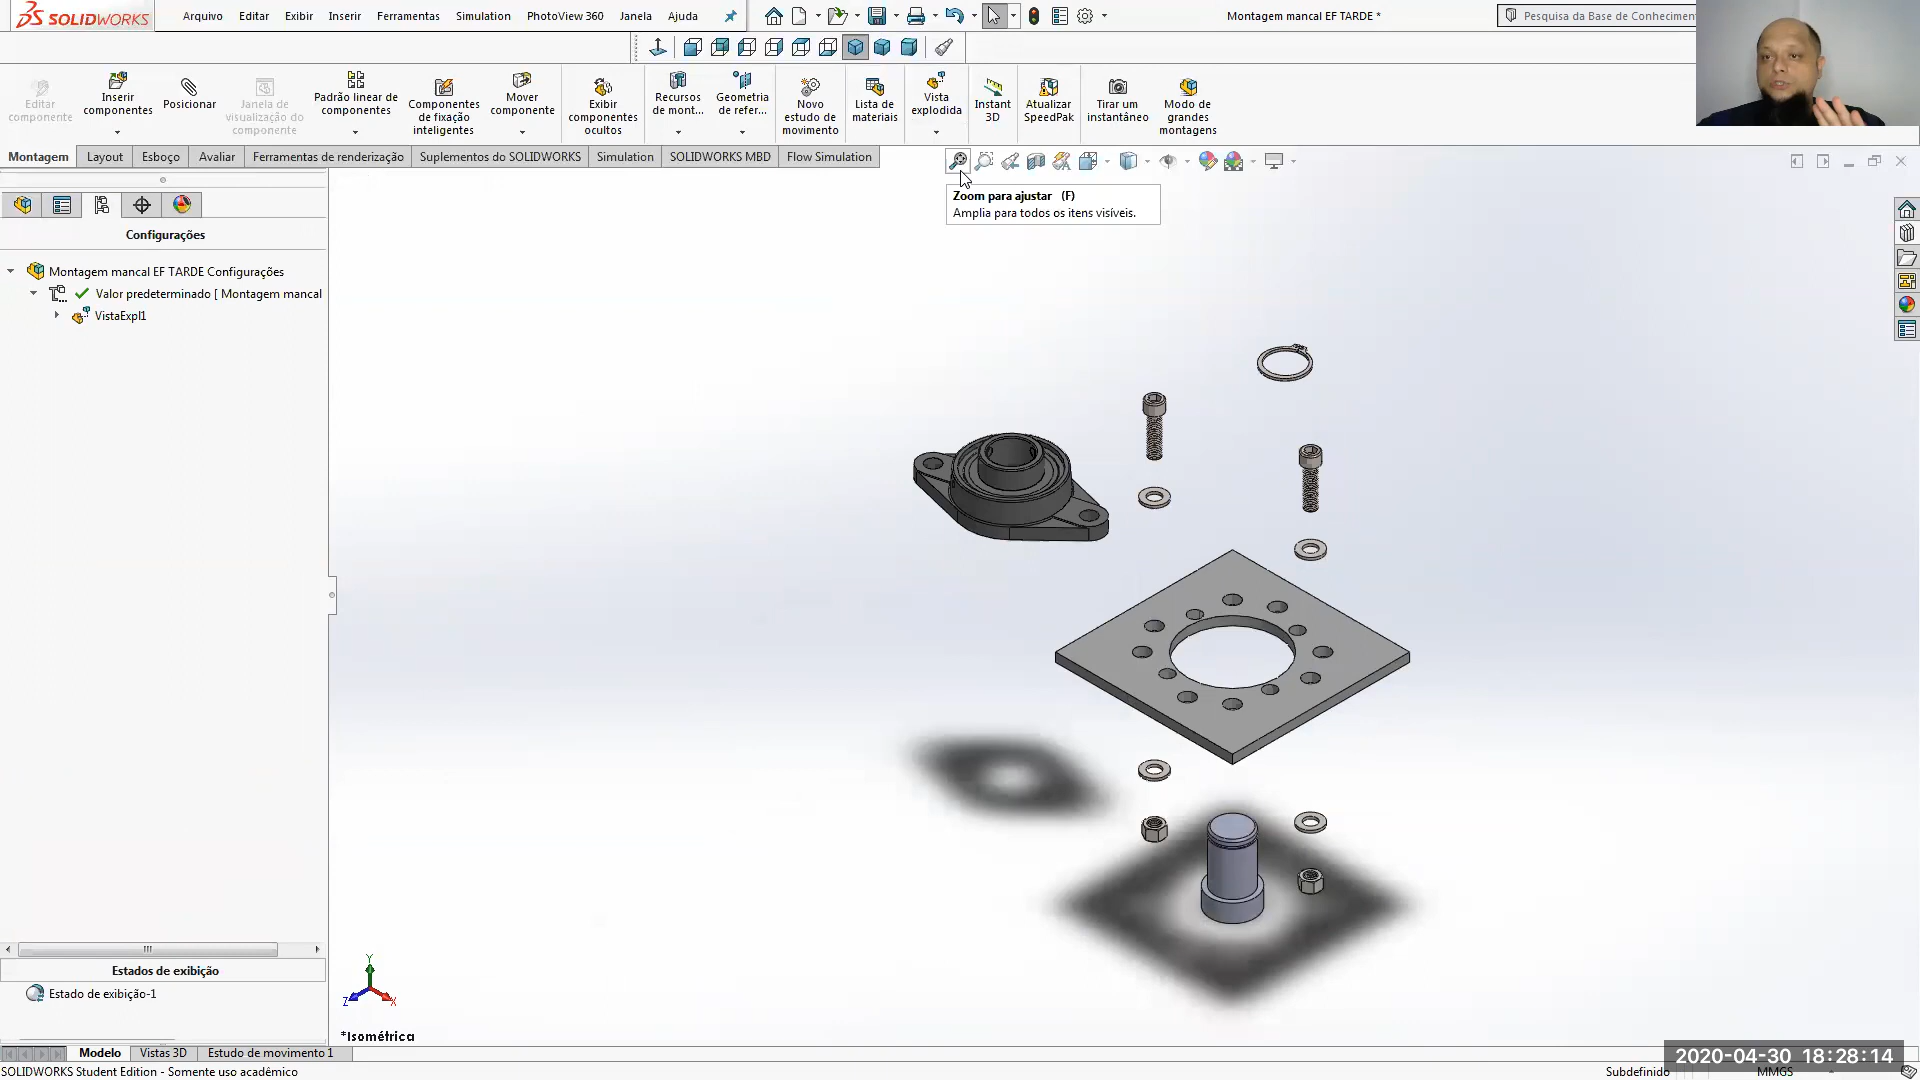 SOLIDWORKS
Arquivo Editar Exibir Inserir Ferramentas Simulation PhotoView 360 Janela Ajuda
Montagem mancal EF TARDE *
Pesquisa da Base de Conhecimen
Editar componente
Inserir componentes
Posicionar
Janela de visualização do componente
Padrão linear de componentes
Componentes de fixação inteligentes
Mover componente
Exibir componentes ocultos
Recursos de mont...
Geometria de refer...
Novo estudo de movimento
Lista de materiais
Vista explodida
Instant 3D
Atualizar SpeedPak
Tirar um instantâneo
Modo de grandes montagens
Montagem Layout Esboço Avaliar Ferramentas de renderização Suplementos do SOLIDWORKS Simulation SOLIDWORKS MBD Flow Simulation
Zoom para ajustar (F)
Amplia para todos os itens visíveis.
Configurações
Montagem mancal EF TARDE Configurações
Valor predeterminado [ Montagem mancal
VistaExpl1
Estados de exibição
Estado de exibição-1
Y
Z
X
*Isométrica
Modelo Vistas 3D Estudo de movimento 1
SOLIDWORKS Student Edition - Somente uso acadêmico
Subdefinido
MMGS
2020-04-30 18:28:14